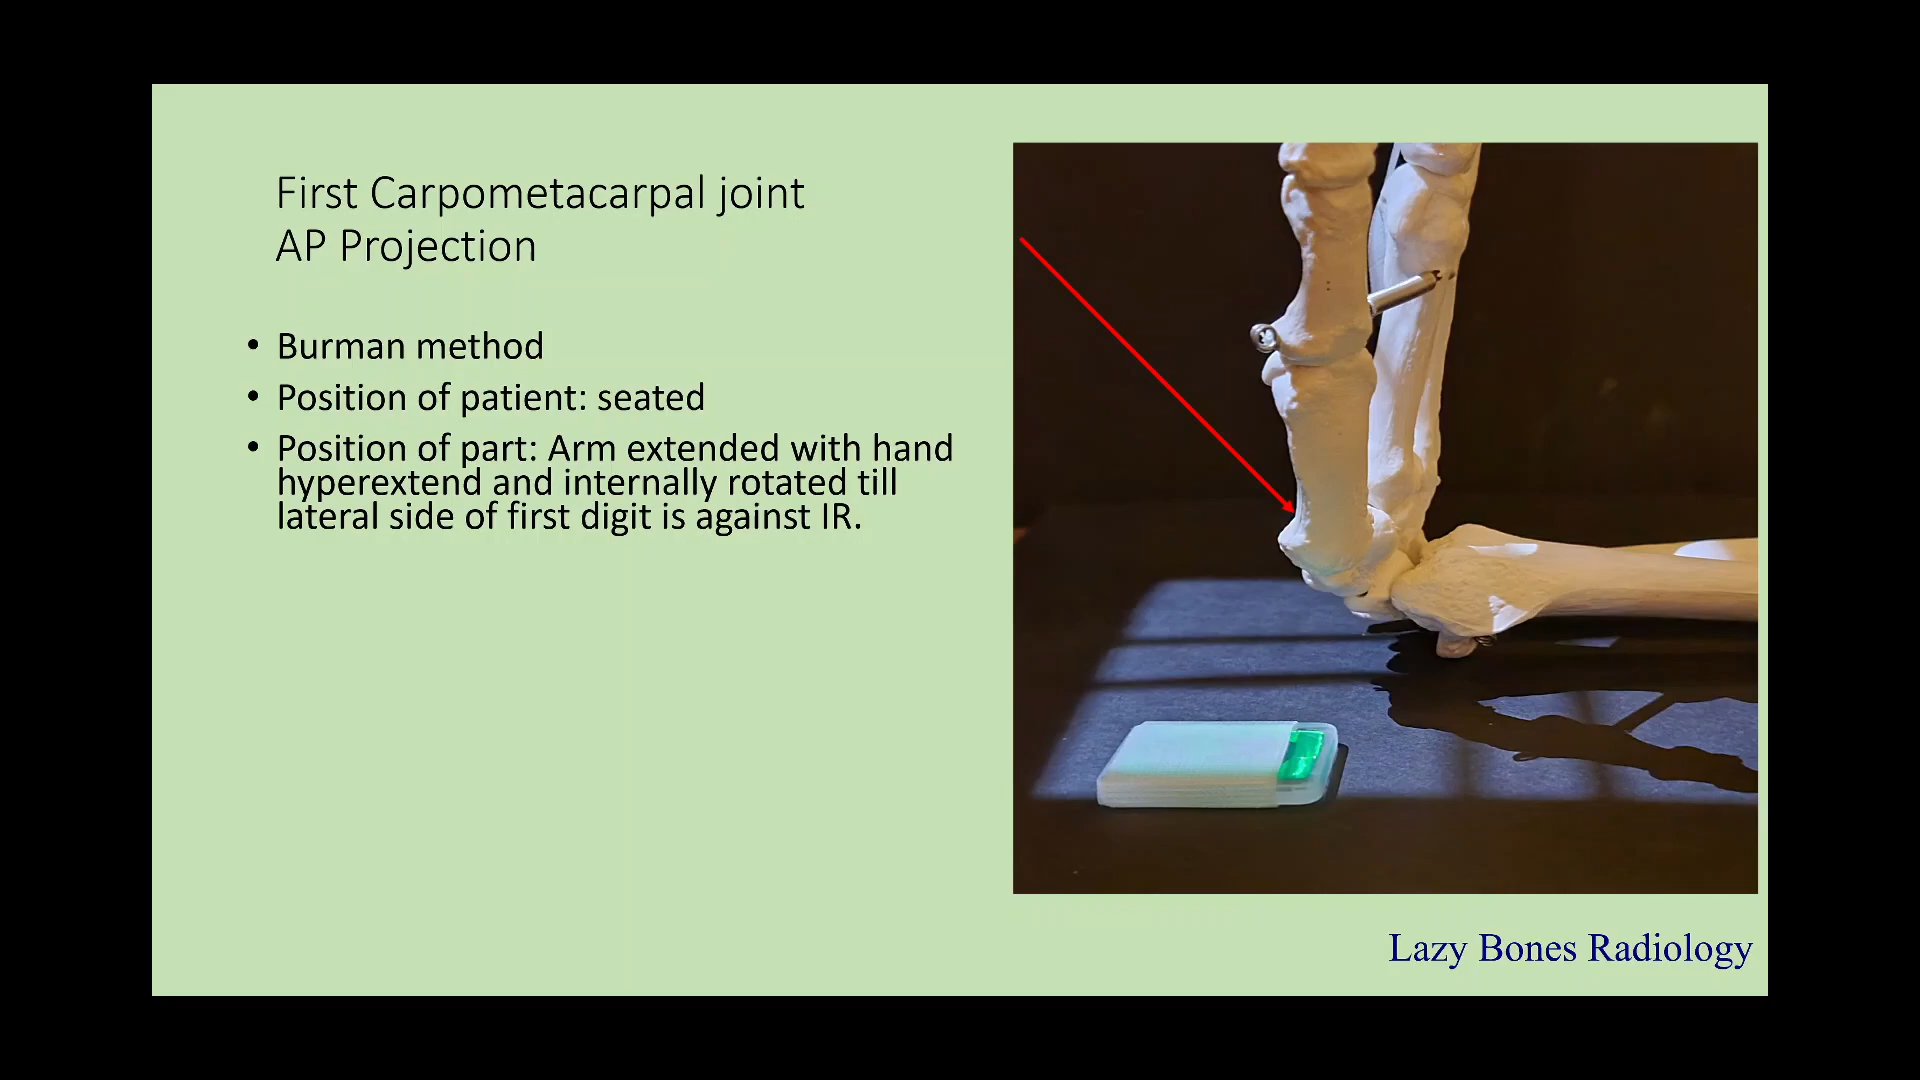 First Carpometacarpal joint
AP Projection
• Burman method
• Position of patient: seated
• Position of part: Arm extended with hand
hyperextend and internally rotated till
lateral side of first digit is against IR.
Lazy Bones Radiology